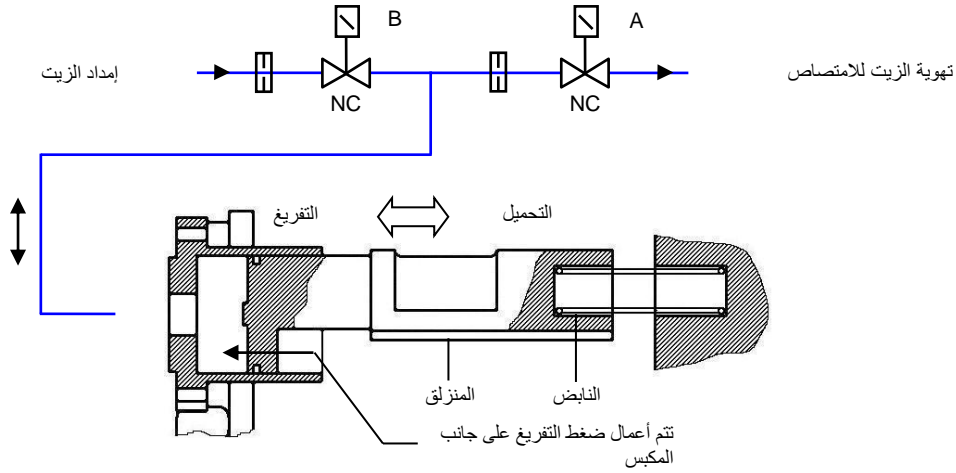 B
A
إمداد الزيت
تهوية الزيت للامتصاص
NC
NC
التفريغ
التحميل
المنزلق
النابض
تتم أعمال ضغط التفريغ على جانب
المكبس